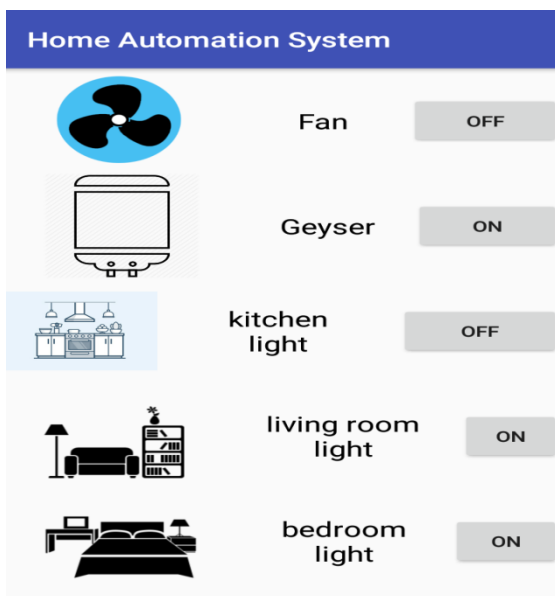 Home Automation System
Fan
OFF
Geyser
ON
kitchen
light
OFF
living room
light
ON
bedroom
light
ON